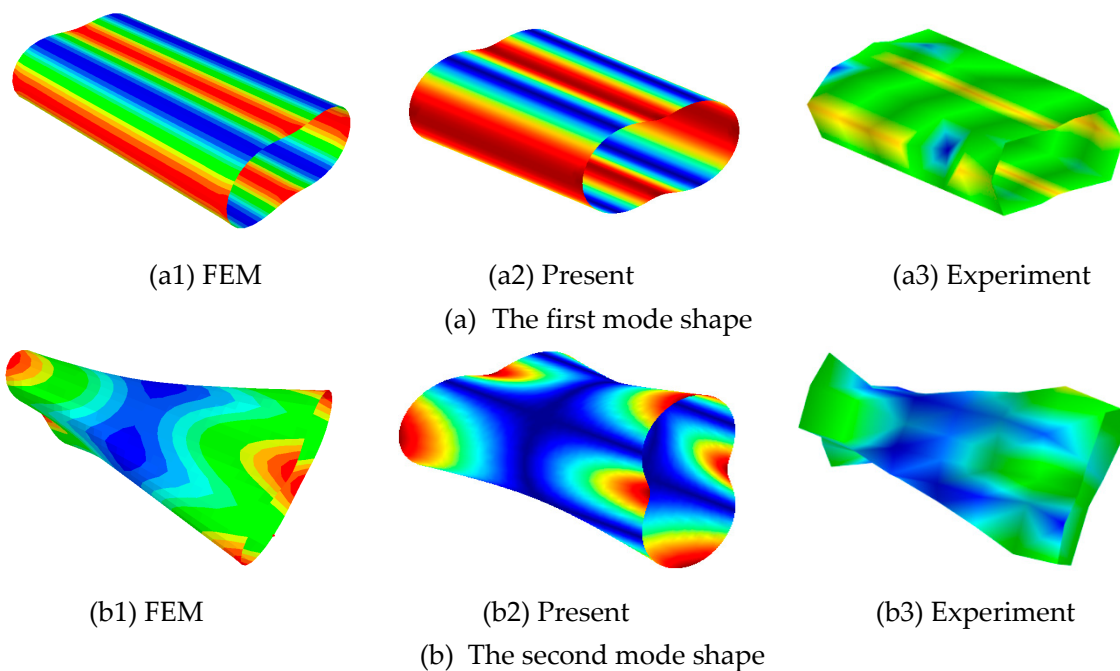 (a1) FEM
(a2) Present
(a3) Experiment
(a) The first mode shape
(b1) FEM
(b2) Present
(b3) Experiment
(b) The second mode shape